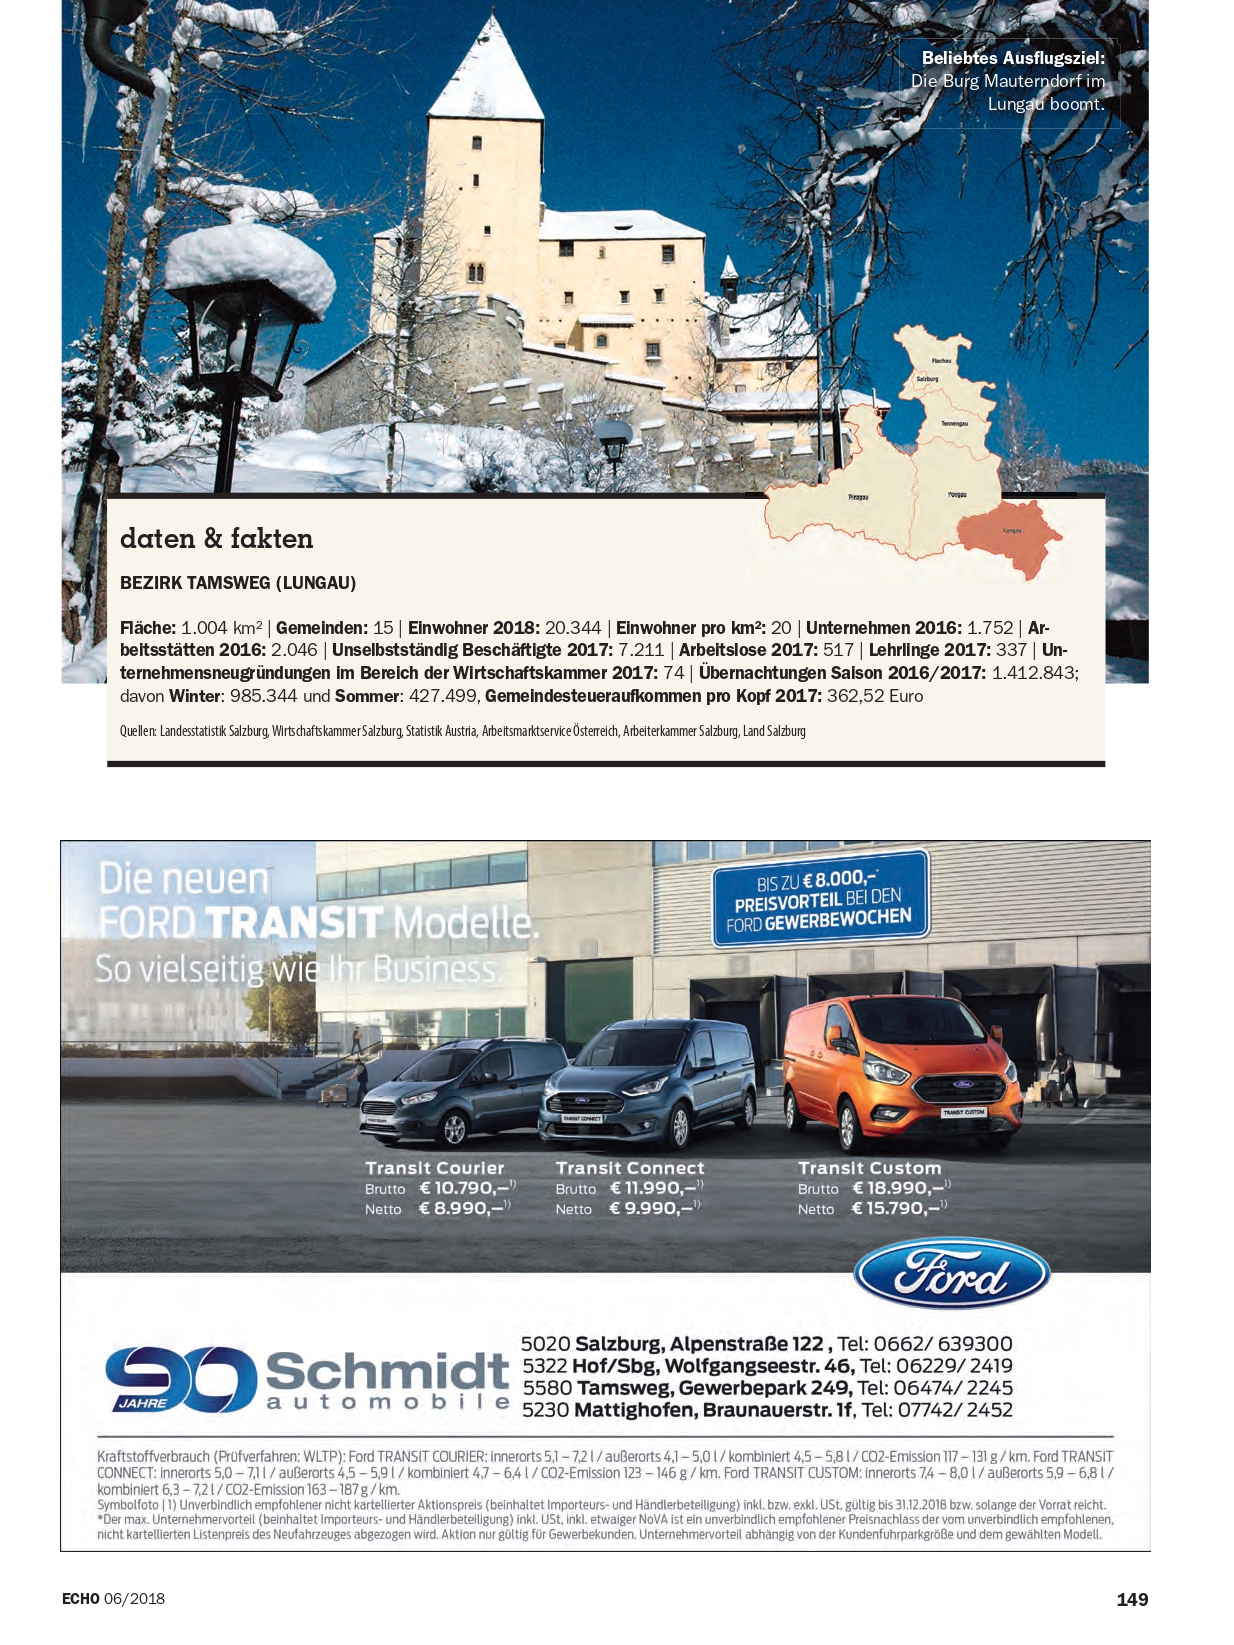 Beliebtes Ausflugsziel:
Die Burg Mauterndorf im
Lungau boomt.
Flachau
Salzburg
Tennengau
Pinzgau
Pongau
Lungau
daten & fakten
BEZIRK TAMSWEG (LUNGAU)
Fläche: 1.004 km² | Gemeinden: 15 | Einwohner 2018: 20.344 | Einwohner pro km²: 20 | Unternehmen 2016: 1.752 | Ar-
beitsstätten 2016: 2.046 | Unselbstständig Beschäftigte 2017: 7.211 | Arbeitslose 2017: 517 | Lehrlinge 2017: 337 | Un-
ternehmensneugründungen im Bereich der Wirtschaftskammer 2017: 74 | Übernachtungen Saison 2016/2017: 1.412.843;
davon Winter: 985.344 und Sommer: 427.499, Gemeindesteueraufkommen pro Kopf 2017: 362,52 Euro
Quellen: Landesstatistik Salzburg, Wirtschaftskammer Salzburg, Statistik Austria, Arbeitsmarktservice Österreich, Arbeiterkammer Salzburg, Land Salzburg
Die neuen
FORD TRANSIT Modelle.
So vielseitig wie Ihr Business.
BIS ZU € 8.000,-*
PREISVORTEIL BEI DEN
FORD GEWERBEWOCHEN
TRANSIT CONNECT
TRANSIT CUSTOM
Transit Courier
Brutto € 10.790,–1)
Netto € 8.990,–1)
Transit Connect
Brutto € 11.990,–1)
Netto € 9.990,–1)
Transit Custom
Brutto € 18.990,–1)
Netto € 15.790,–1)
Ford
90 JAHRE
Schmidt
automobile
5020 Salzburg, Alpenstraße 122 , Tel: 0662/ 639300
5322 Hof/Sbg, Wolfgangseestr. 46, Tel: 06229/ 2419
5580 Tamsweg, Gewerbepark 249, Tel: 06474/ 2245
5230 Mattighofen, Braunauerstr. 1f, Tel: 07742/ 2452
Kraftstoffverbrauch (Prüfverfahren: WLTP): Ford TRANSIT COURIER: innerorts 5,1 – 7,2 l / außerorts 4,1 – 5,0 l / kombiniert 4,5 – 5,8 l / CO2-Emission 117 – 131 g / km. Ford TRANSIT
CONNECT: innerorts 5,0 – 7,1 l / außerorts 4,5 – 5,9 l / kombiniert 4,7 – 6,4 l / CO2-Emission 123 – 146 g / km. Ford TRANSIT CUSTOM: innerorts 7,4 – 8,0 l / außerorts 5,9 – 6,8 l /
kombiniert 6,3 – 7,2 l / CO2-Emission 163 – 187 g / km.
Symbolfoto | 1) Unverbindlich empfohlener nicht kartellierter Aktionspreis (beinhaltet Importeurs- und Händlerbeteiligung) inkl. bzw. exkl. USt, gültig bis 31.12.2018 bzw. solange der Vorrat reicht.
*Der max. Unternehmervorteil (beinhaltet Importeurs- und Händlerbeteiligung) inkl. USt, inkl. etwaiger NoVA ist ein unverbindlich empfohlener Preisnachlass der vom unverbindlich empfohlenen,
nicht kartellierten Listenpreis des Neufahrzeuges abgezogen wird. Aktion nur gültig für Gewerbekunden. Unternehmervorteil abhängig von der Kundenfuhrparkgröße und dem gewählten Modell.
ECHO 06/2018
149